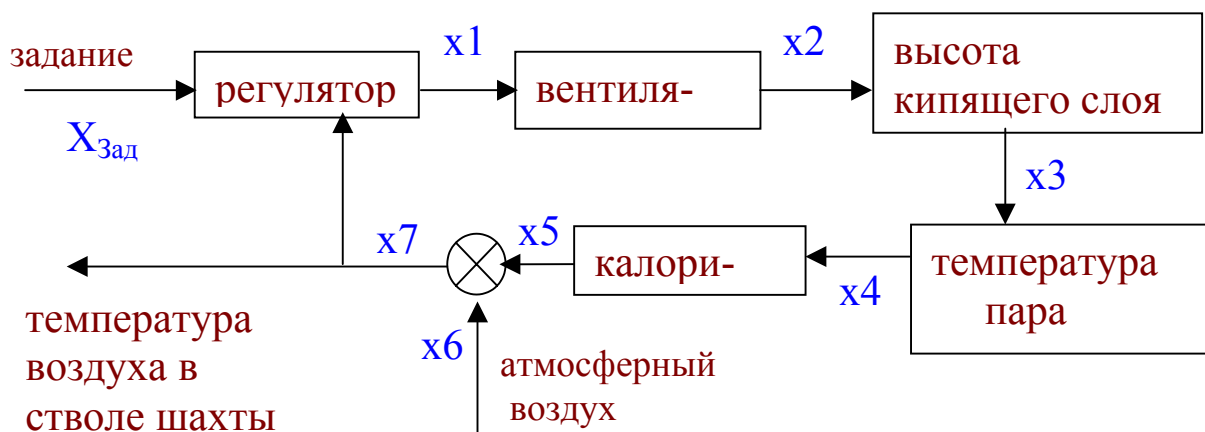 задание
X Зад
регулятор
x1
вентиля-
x2
высота
кипящего слоя
x3
температура
пара
x4
калори-
x5
x6
атмосферный
воздух
x7
температура
воздуха в
стволе шахты